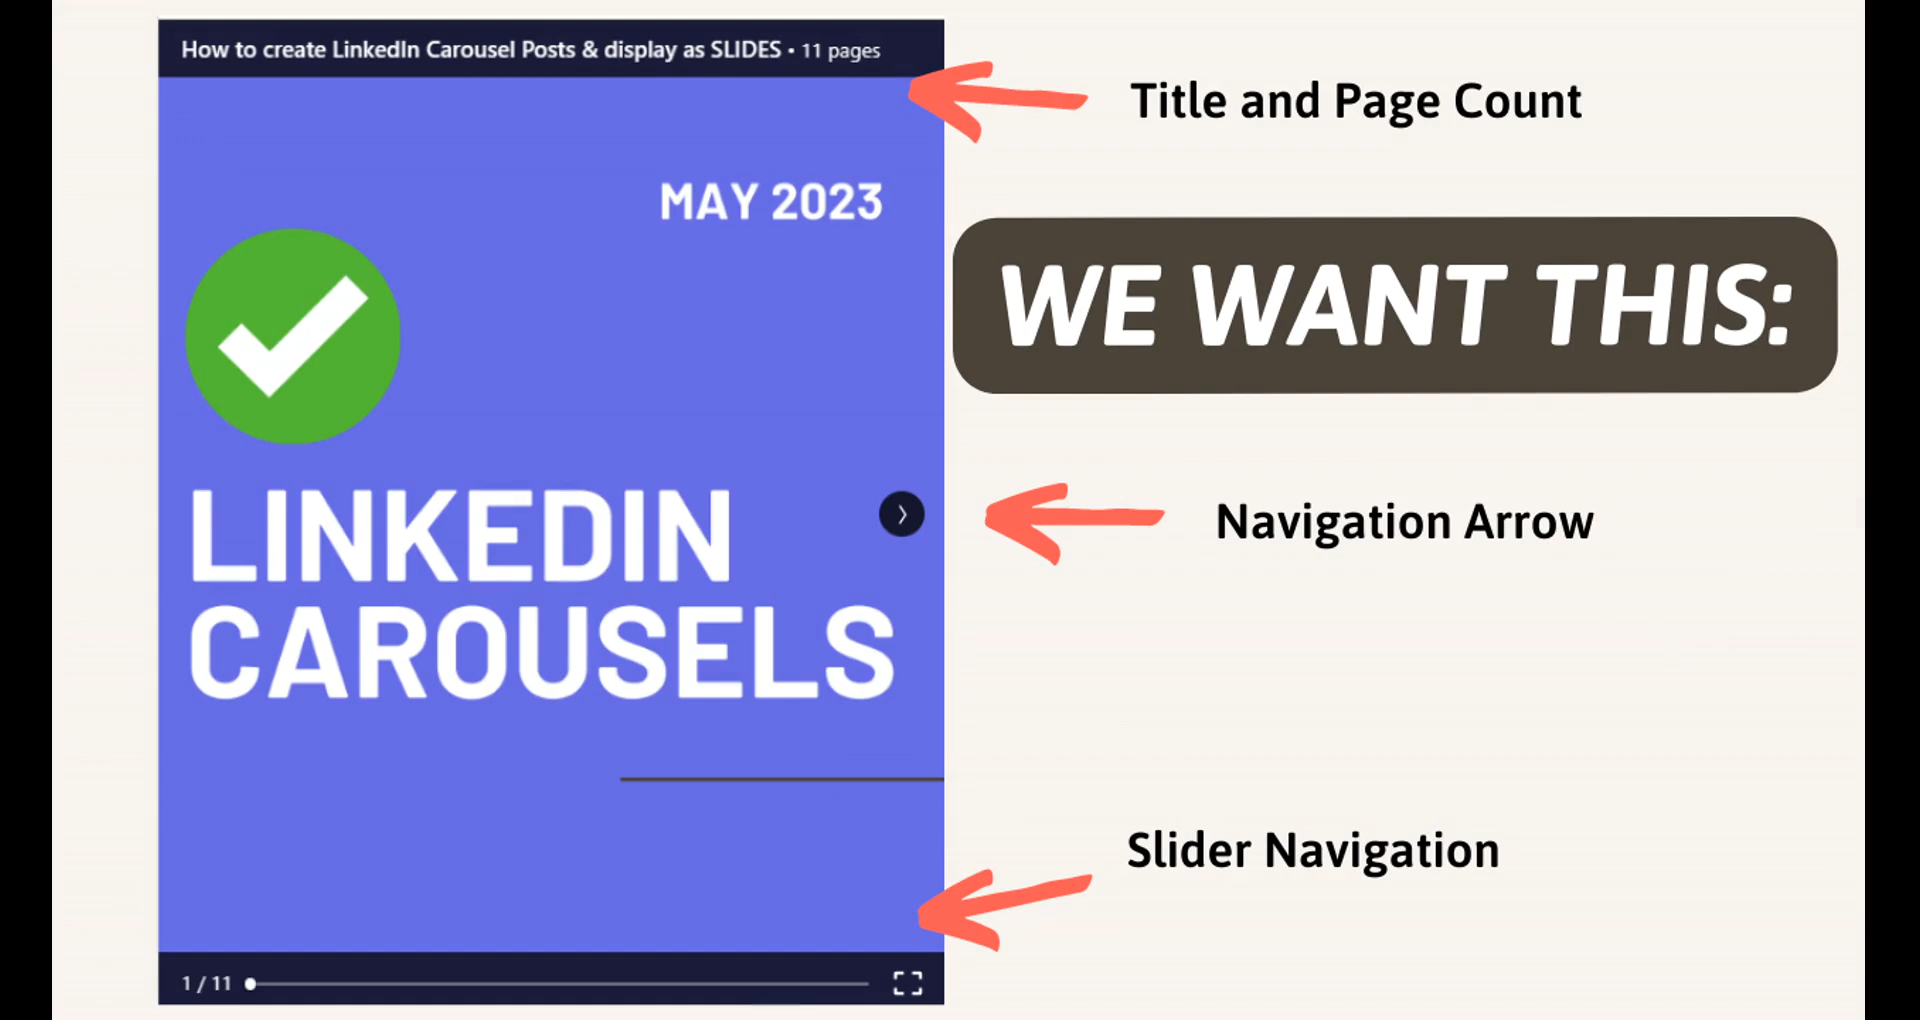 How to create LinkedIn Carousel Posts & display as SLIDES • 11 pages
Title and Page Count
MAY 2023
WE WANT THIS:
LINKEDIN
CAROUSELS
Navigation Arrow
Slider Navigation
1 / 11